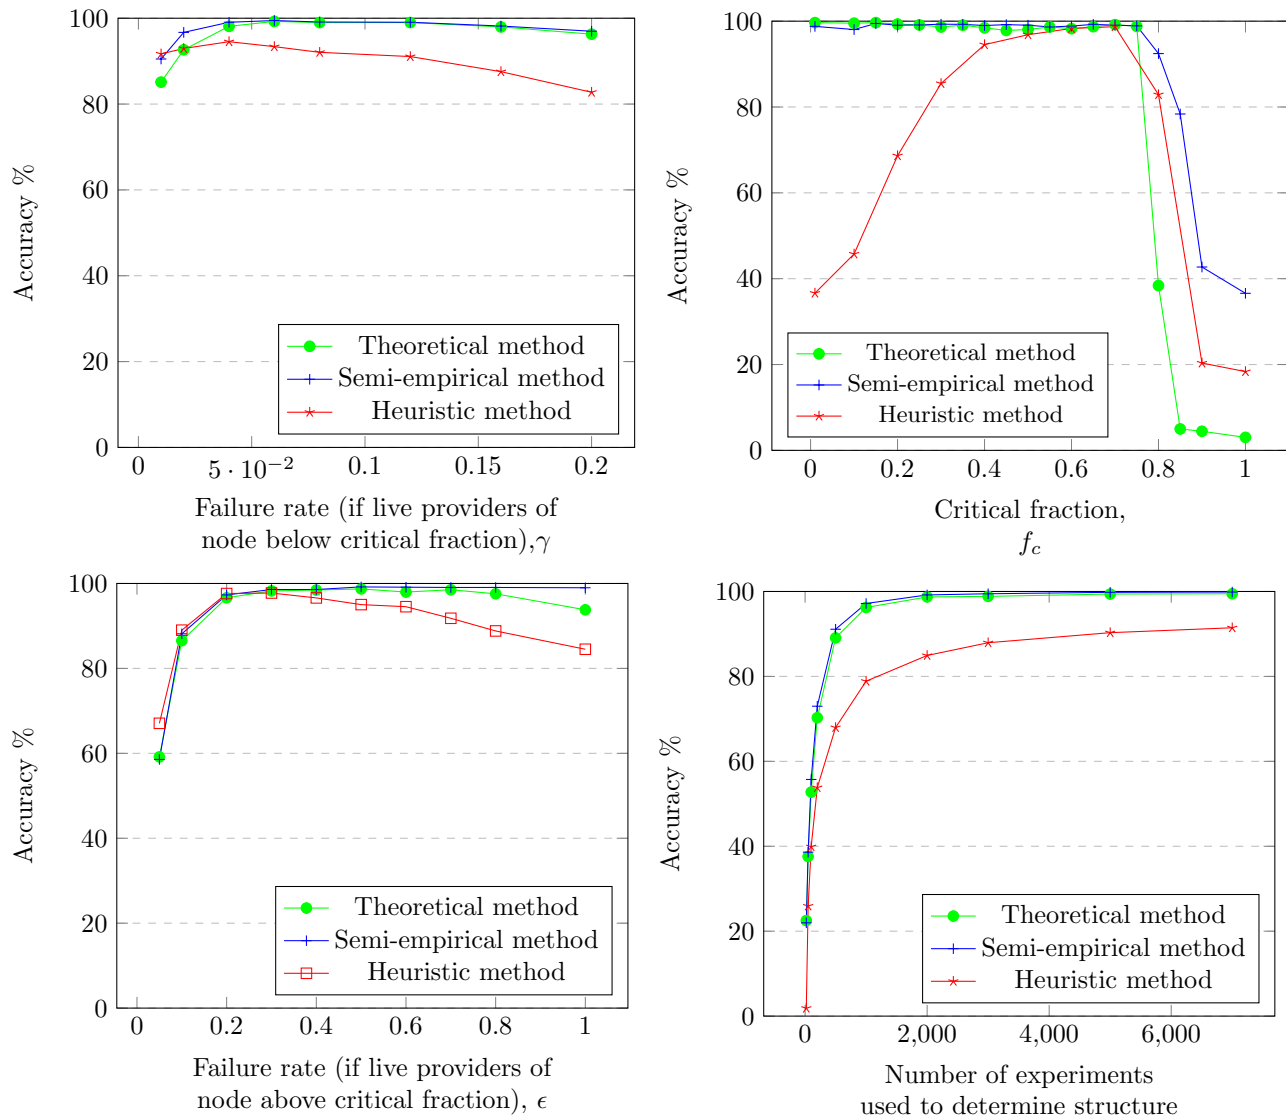 100
80
60
40
20
0
Accuracy %
Theoretical method
Semi-empirical method
Heuristic method
0
5 · 10⁻²
0.1
0.15
0.2
Failure rate (if live providers of
node below critical fraction),γ
100
80
60
40
20
0
Accuracy %
Theoretical method
Semi-empirical method
Heuristic method
0
0.2
0.4
0.6
0.8
1
Critical fraction,
f_c
100
80
60
40
20
0
Accuracy %
Theoretical method
Semi-empirical method
Heuristic method
0
0.2
0.4
0.6
0.8
1
Failure rate (if live providers of
node above critical fraction), ϵ
100
80
60
40
20
0
Accuracy %
Theoretical method
Semi-empirical method
Heuristic method
0
2,000
4,000
6,000
Number of experiments
used to determine structure